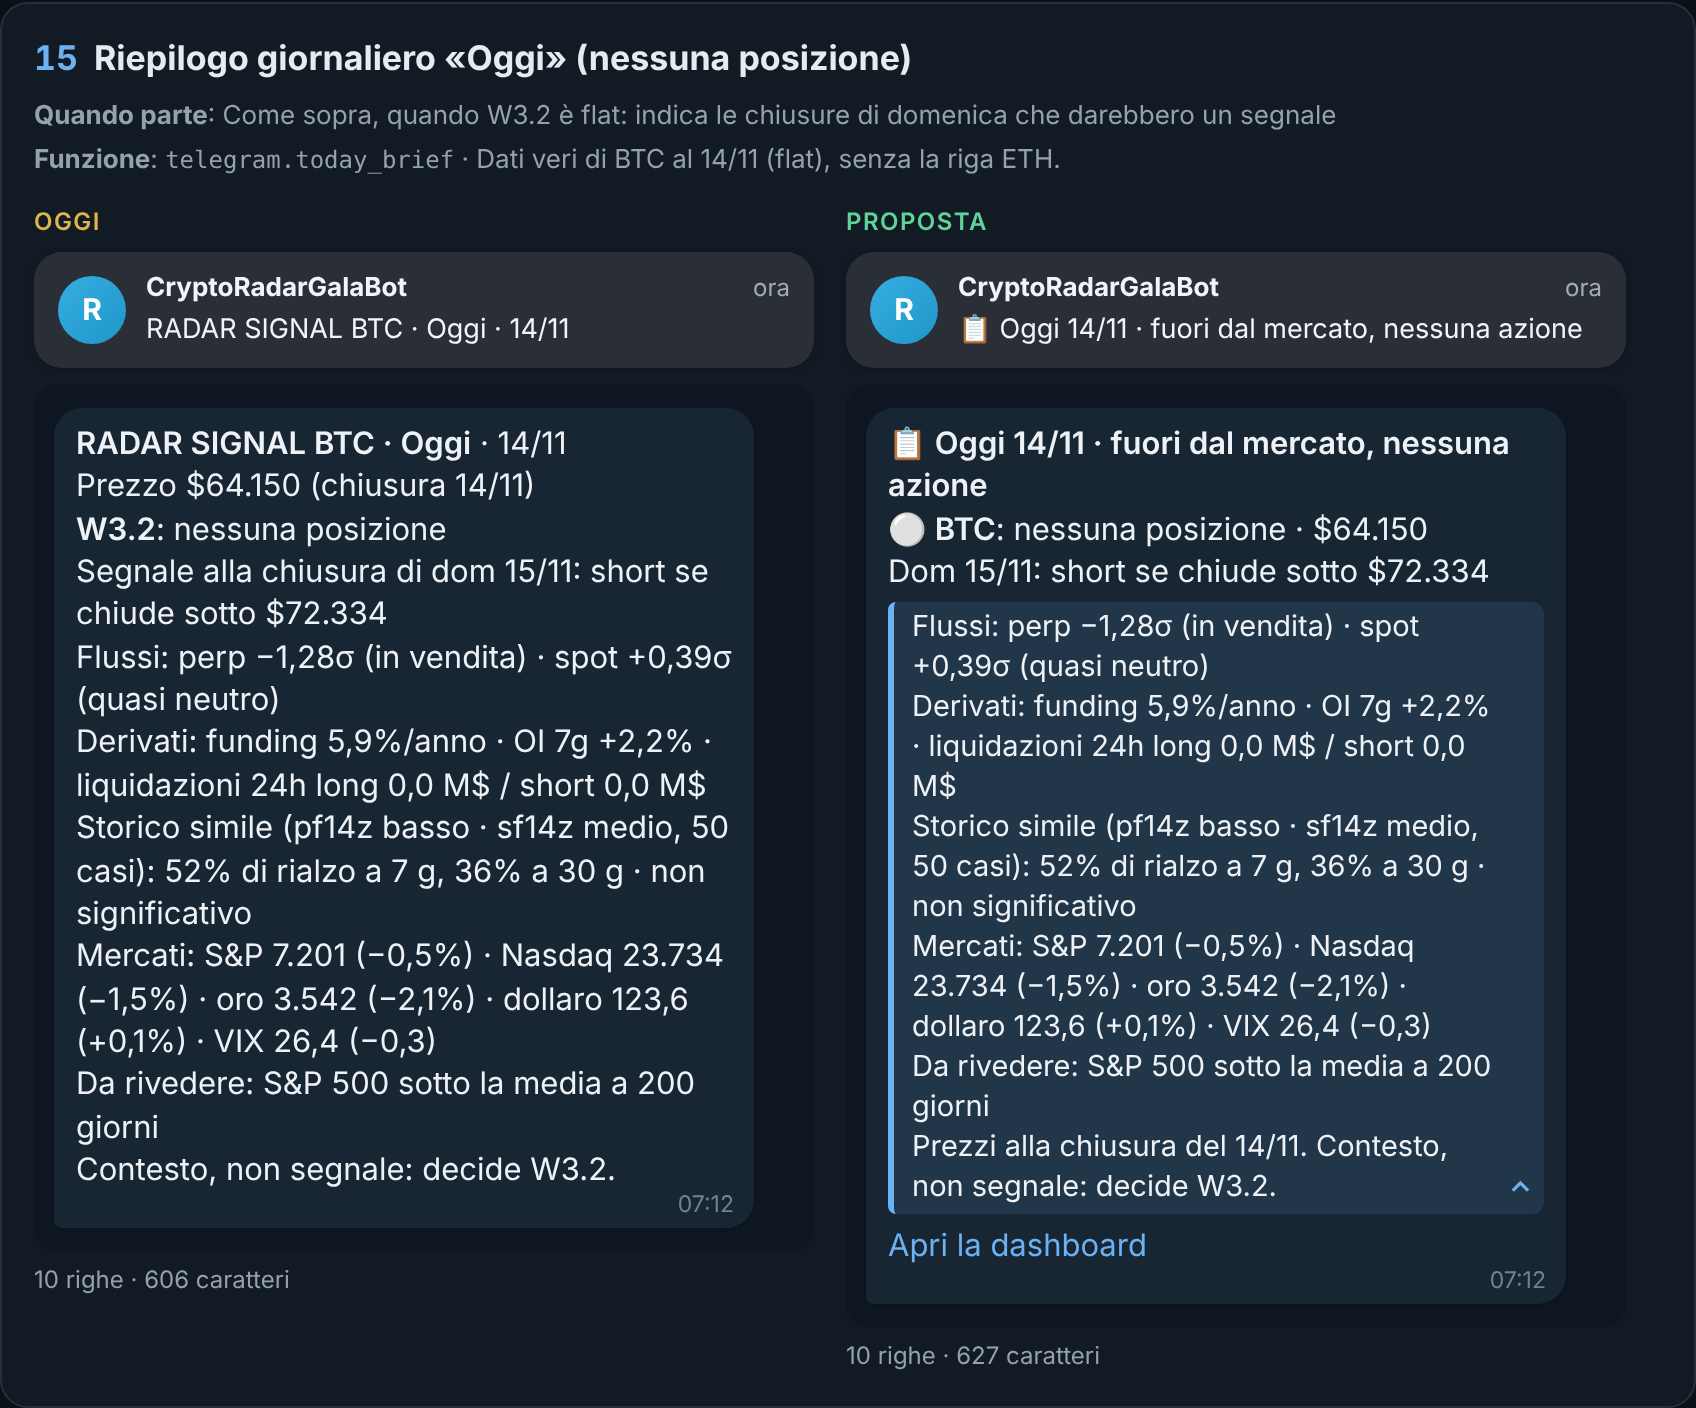 15 Riepilogo giornaliero «Oggi» (nessuna posizione)
Quando parte: Come sopra, quando W3.2 è flat: indica le chiusure di domenica che darebbero un segnale
Funzione: telegram.today_brief · Dati veri di BTC al 14/11 (flat), senza la riga ETH.
OGGI
R
CryptoRadarGalaBot
ora
RADAR SIGNAL BTC · Oggi · 14/11
RADAR SIGNAL BTC · Oggi · 14/11
Prezzo $64.150 (chiusura 14/11)
W3.2: nessuna posizione
Segnale alla chiusura di dom 15/11: short se
chiude sotto $72.334
Flussi: perp −1,28σ (in vendita) · spot +0,39σ
(quasi neutro)
Derivati: funding 5,9%/anno · OI 7g +2,2% ·
liquidazioni 24h long 0,0 M$ / short 0,0 M$
Storico simile (pf14z basso · sf14z medio, 50
casi): 52% di rialzo a 7 g, 36% a 30 g · non
significativo
Mercati: S&P 7.201 (−0,5%) · Nasdaq 23.734
(−1,5%) · oro 3.542 (−2,1%) · dollaro 123,6
(+0,1%) · VIX 26,4 (−0,3)
Da rivedere: S&P 500 sotto la media a 200
giorni
Contesto, non segnale: decide W3.2.
07:12
10 righe · 606 caratteri
PROPOSTA
R
CryptoRadarGalaBot
ora
📋 Oggi 14/11 · fuori dal mercato, nessuna azione
📋 Oggi 14/11 · fuori dal mercato, nessuna
azione
⚪ BTC: nessuna posizione · $64.150
Dom 15/11: short se chiude sotto $72.334
Flussi: perp −1,28σ (in vendita) · spot
+0,39σ (quasi neutro)
Derivati: funding 5,9%/anno · OI 7g +2,2%
· liquidazioni 24h long 0,0 M$ / short 0,0
M$
Storico simile (pf14z basso · sf14z medio,
50 casi): 52% di rialzo a 7 g, 36% a 30 g ·
non significativo
Mercati: S&P 7.201 (−0,5%) · Nasdaq
23.734 (−1,5%) · oro 3.542 (−2,1%) ·
dollaro 123,6 (+0,1%) · VIX 26,4 (−0,3)
Da rivedere: S&P 500 sotto la media a 200
giorni
Prezzi alla chiusura del 14/11. Contesto,
non segnale: decide W3.2.
Apri la dashboard
07:12
10 righe · 627 caratteri